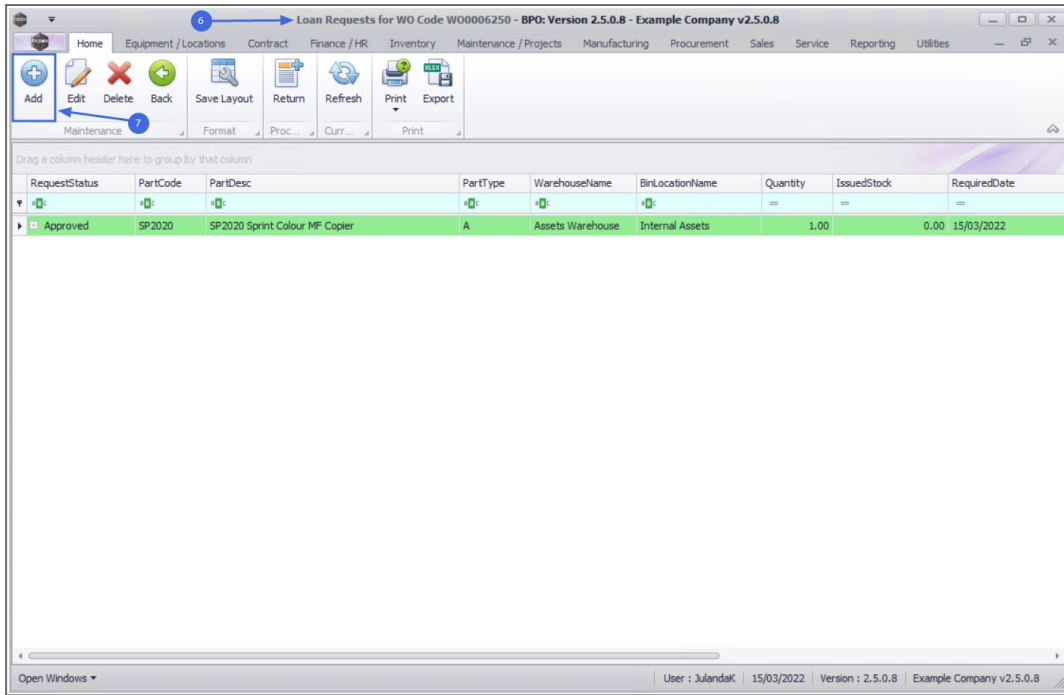 6
Loan Requests for WO Code WO00006250 - BPO: Version 2.5.0.8 - Example Company v2.5.0.8
Home Equipment / Locations Contract Finance / HR Inventory Maintenance / Projects Manufacturing Procurement Sales Service Reporting Utilities
Add Edit Delete Back Save Layout Return Refresh Print Export
7
Maintenance Format Proc... Curr... Print
Drag a column header here to group by that column
RequestStatus PartCode PartDesc PartType WarehouseName BinLocationName Quantity IssuedStock RequiredDate
= = =
Approved SP2020 SP2020 Sprint Colour MF Copier A Assets Warehouse Internal Assets 1.00 0.00 15/03/2022
Open Windows User : JulandaK 15/03/2022 Version : 2.5.0.8 Example Company v2.5.0.8